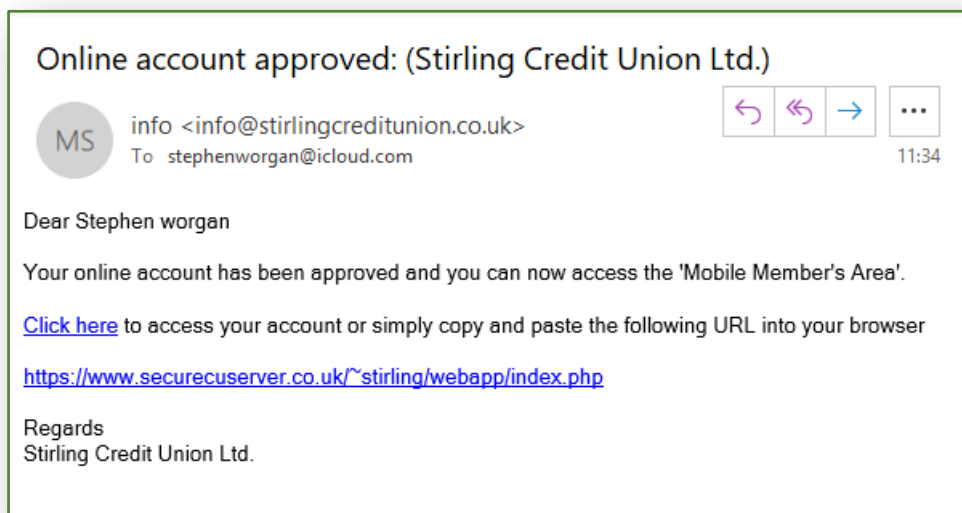 Online account approved: (Stirling Credit Union Ltd.)
MS
info <info@stirlingcreditunion.co.uk>
To stephenworgan@icloud.com
11:34
Dear Stephen worgan
Your online account has been approved and you can now access the 'Mobile Member's Area'.
Click here to access your account or simply copy and paste the following URL into your browser
https://www.securecuserver.co.uk/~stirling/webapp/index.php
Regards
Stirling Credit Union Ltd.